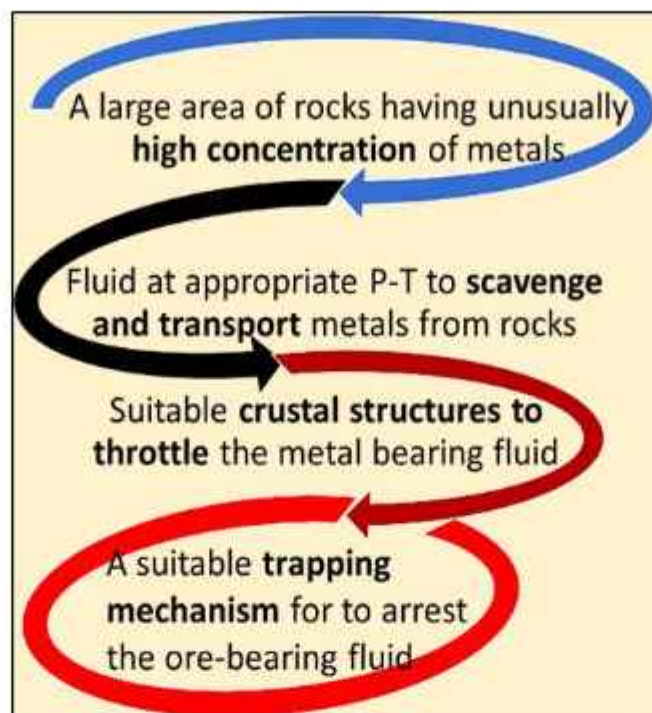 A large area of rocks having unusually
high concentration of metals
Fluid at appropriate P-T to scavenge
and transport metals from rocks
Suitable crustal structures to
throttle the metal bearing fluid
A suitable trapping
mechanism for to arrest
the ore-bearing fluid